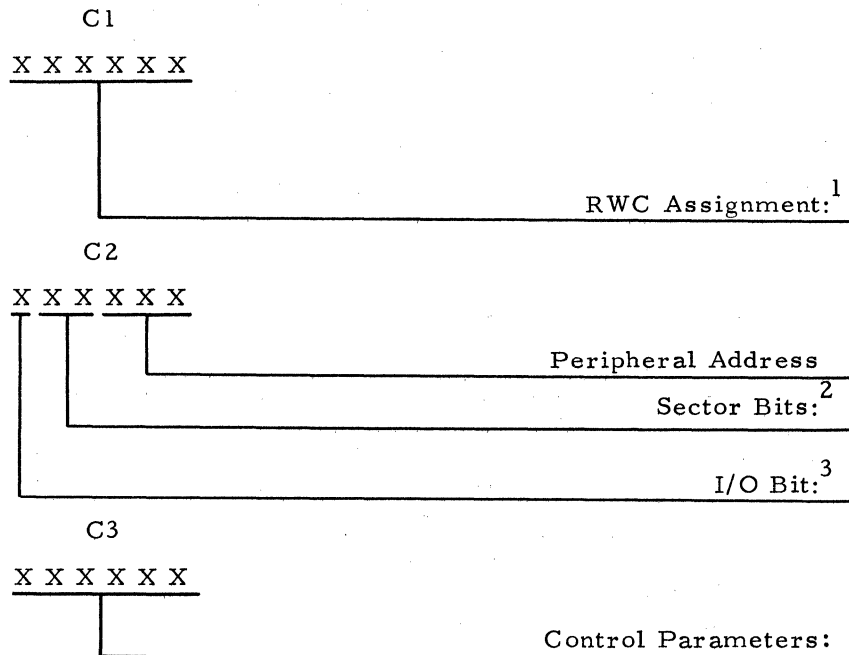 C1
X X X X X X
RWC Assignment:1
C2
X X X X X X
Peripheral Address
Sector Bits:2
I/O Bit:3
C3
X X X X X X
Control Parameters: